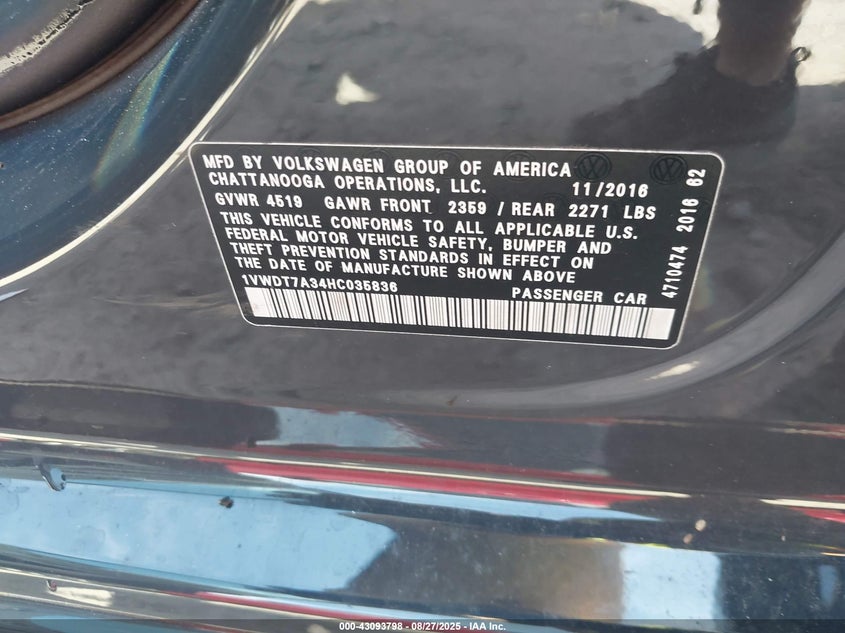 MFD BY VOLKSWAGEN GROUP OF AMERICA
CHATTANOOGA OPERATIONS, LLC. 11/2016
GVWR 4519 GAWR FRONT 2359 / REAR 2271 LBS
THIS VEHICLE CONFORMS TO ALL APPLICABLE U.S.
FEDERAL MOTOR VEHICLE SAFETY, BUMPER AND
THEFT PREVENTION STANDARDS IN EFFECT ON
THE DATE OF MANUFACTURE SHOWN ABOVE
1VWDT7A34HC035836 PASSENGER CAR
4710474 2016 62
000-43093798 - 08/27/2025 - IAA Inc.